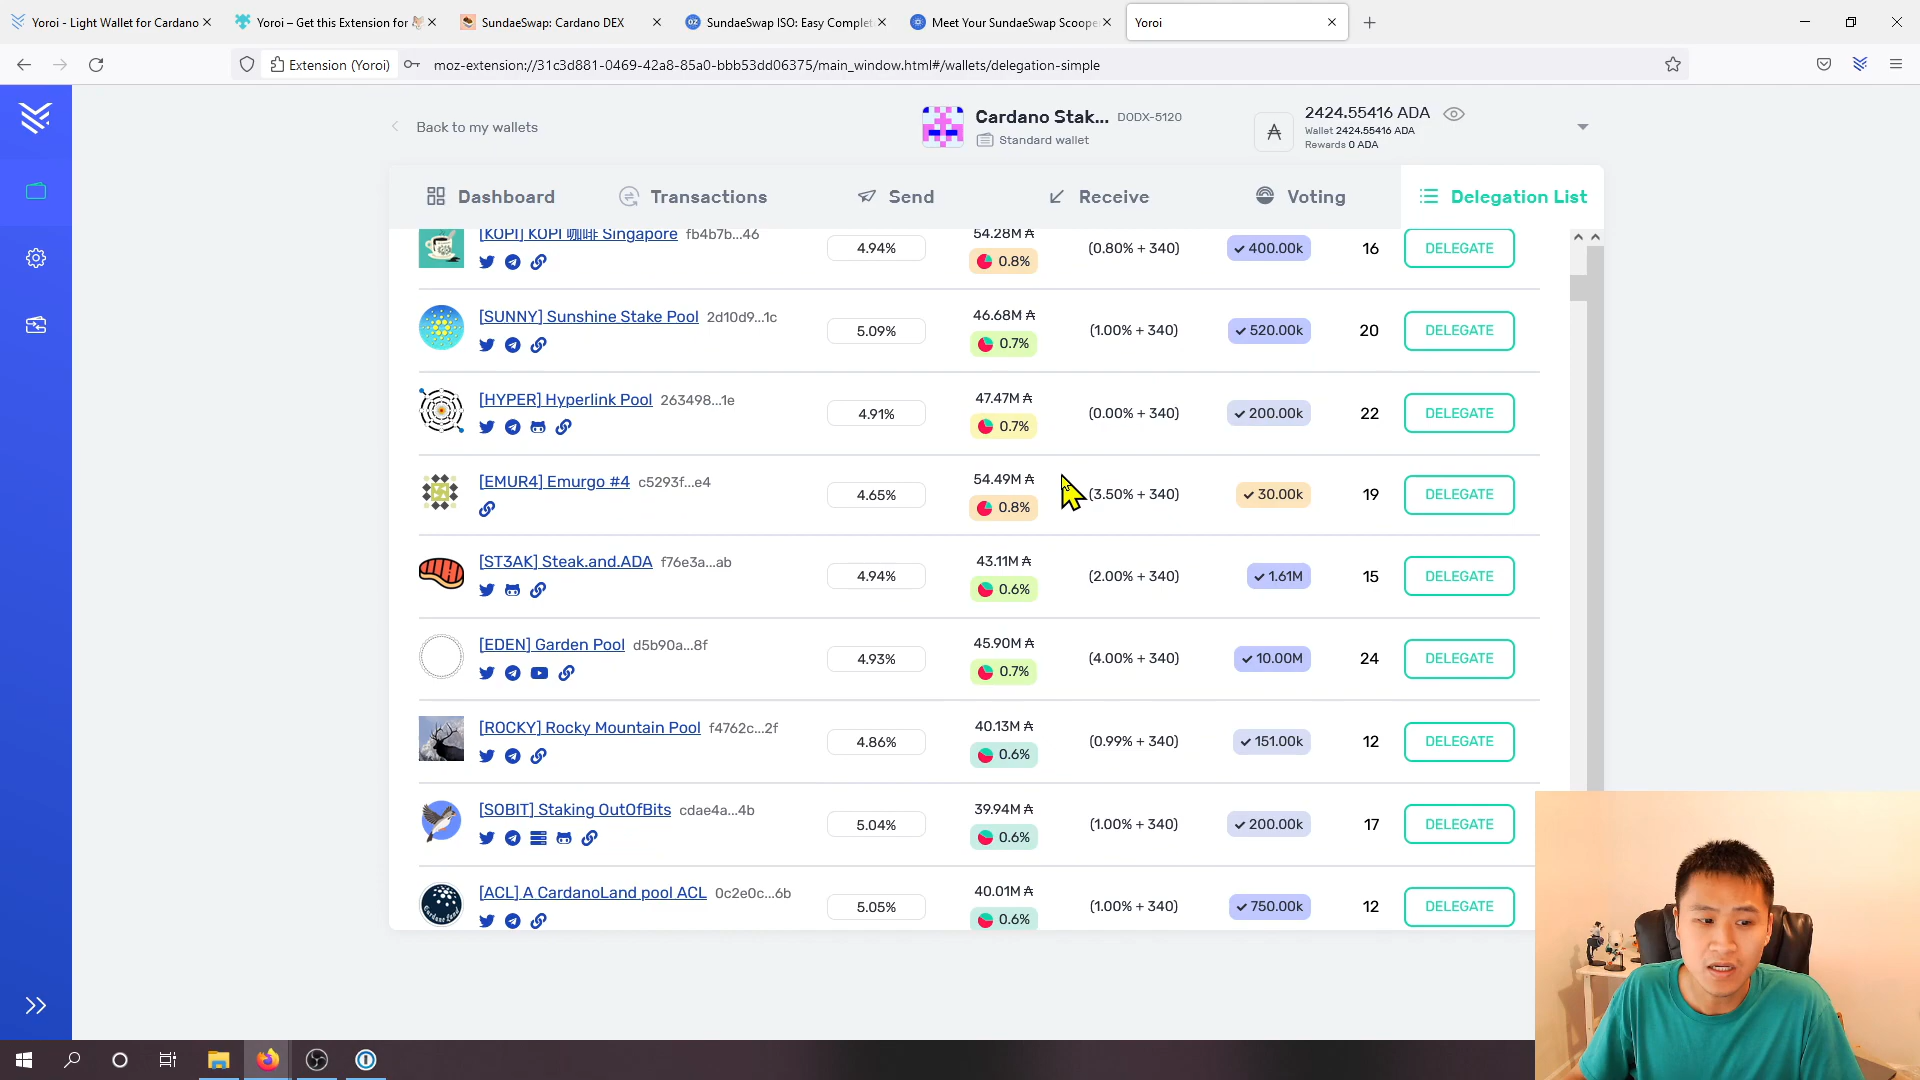 Yoroi - Light Wallet for Cardano
Yoroi – Get this Extension for
SundaeSwap: Cardano DEX
SundaeSwap ISO: Easy Complet
Meet Your SundaeSwap Scoope
Yoroi
Extension (Yoroi)
moz-extension://31c3d881-0469-42a8-85a0-bbb53dd06375/main_window.html#/wallets/delegation-simple
Back to my wallets
Cardano Stak... DODX-5120
Standard wallet
2424.55416 ADA
Wallet 2424.55416 ADA
Rewards 0 ADA
Dashboard
Transactions
Send
Receive
Voting
Delegation List
[KOPI] KOPI 咖啡 Singapore fb4b7b...46 4.94% 54.28M ₳ 0.8% (0.80% + 340) 400.00k 16 DELEGATE
[SUNNY] Sunshine Stake Pool 2d10d9...1c 5.09% 46.68M ₳ 0.7% (1.00% + 340) 520.00k 20 DELEGATE
[HYPER] Hyperlink Pool 263498...1e 4.91% 47.47M ₳ 0.7% (0.00% + 340) 200.00k 22 DELEGATE
[EMUR4] Emurgo #4 c5293f...e4 4.65% 54.49M ₳ 0.8% (3.50% + 340) 30.00k 19 DELEGATE
[ST3AK] Steak.and.ADA f76e3a...ab 4.94% 43.11M ₳ 0.6% (2.00% + 340) 1.61M 15 DELEGATE
[EDEN] Garden Pool d5b90a...8f 4.93% 45.90M ₳ 0.7% (4.00% + 340) 10.00M 24 DELEGATE
[ROCKY] Rocky Mountain Pool f4762c...2f 4.86% 40.13M ₳ 0.6% (0.99% + 340) 151.00k 12 DELEGATE
[SOBIT] Staking OutOfBits cdae4a...4b 5.04% 39.94M ₳ 0.6% (1.00% + 340) 200.00k 17 DELEGATE
[ACL] A CardanoLand pool ACL 0c2e0c...6b 5.05% 40.01M ₳ 0.6% (1.00% + 340) 750.00k 12 DELEGATE